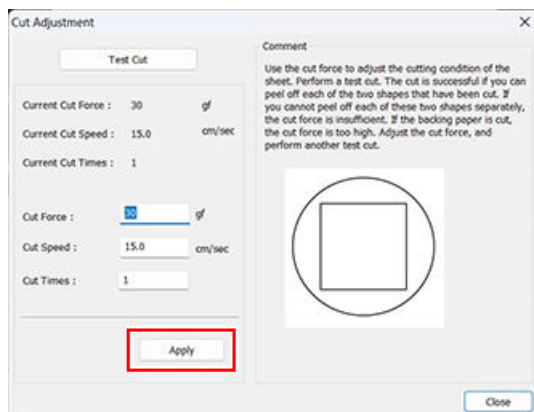 Cut Adjustment
Test Cut
Current Cut Force : 30 gf
Current Cut Speed : 15.0 cm/sec
Current Cut Times : 1
Cut Force : 30 gf
Cut Speed : 15.0 cm/sec
Cut Times : 1
Apply
Comment
Use the cut force to adjust the cutting condition of the
sheet. Perform a test cut. The cut is successful if you can
peel off each of the two shapes that have been cut. If
you cannot peel off each of these two shapes separately,
the cut force is insufficient. If the backing paper is cut,
the cut force is too high. Adjust the cut force, and
perform another test cut.
Close